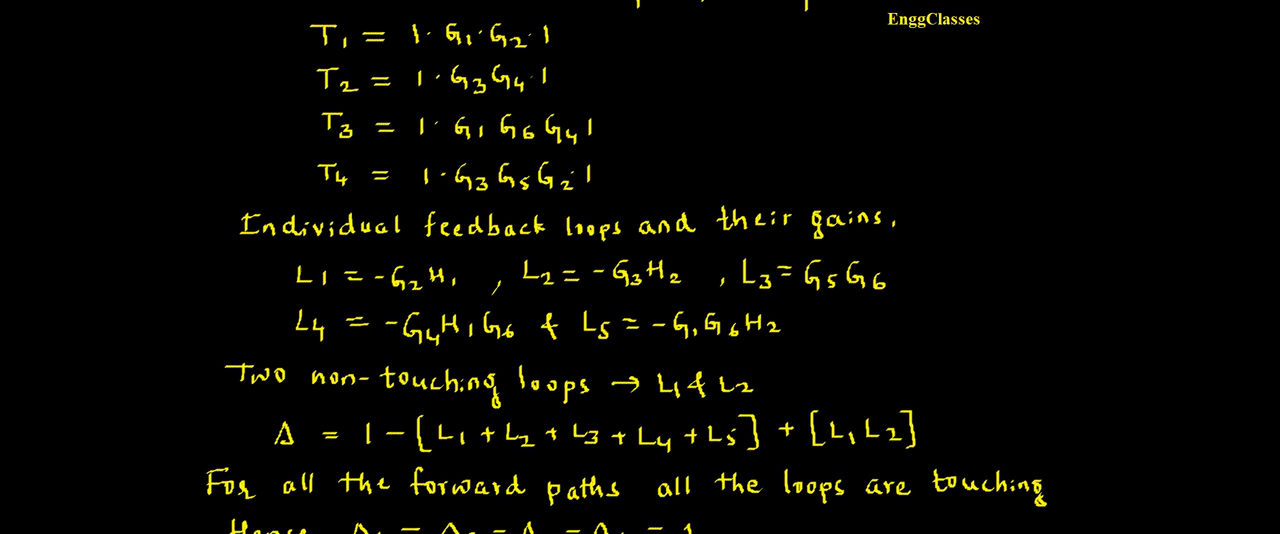 EnggClasses
T₁ = 1·G₁·G₂·1
T₂ = 1·G₃G₄·1
T₃ = 1·G₁G₆G₄1
T₄ = 1·G₃G₅G₂·1
Individual feedback loops and their gains.
L₁ = -G₂H₁, L₂ = -G₃H₂, L₃ = G₅G₆
L₄ = -G₄H₁G₆ & L₅ = -G₁G₆H₂
Two non-touching loops → L₁ & L₂
Δ = 1-[L₁+L₂+L₃+L₄+L₅]+[L₁L₂]
For all the forward paths all the loops are touching
Hence